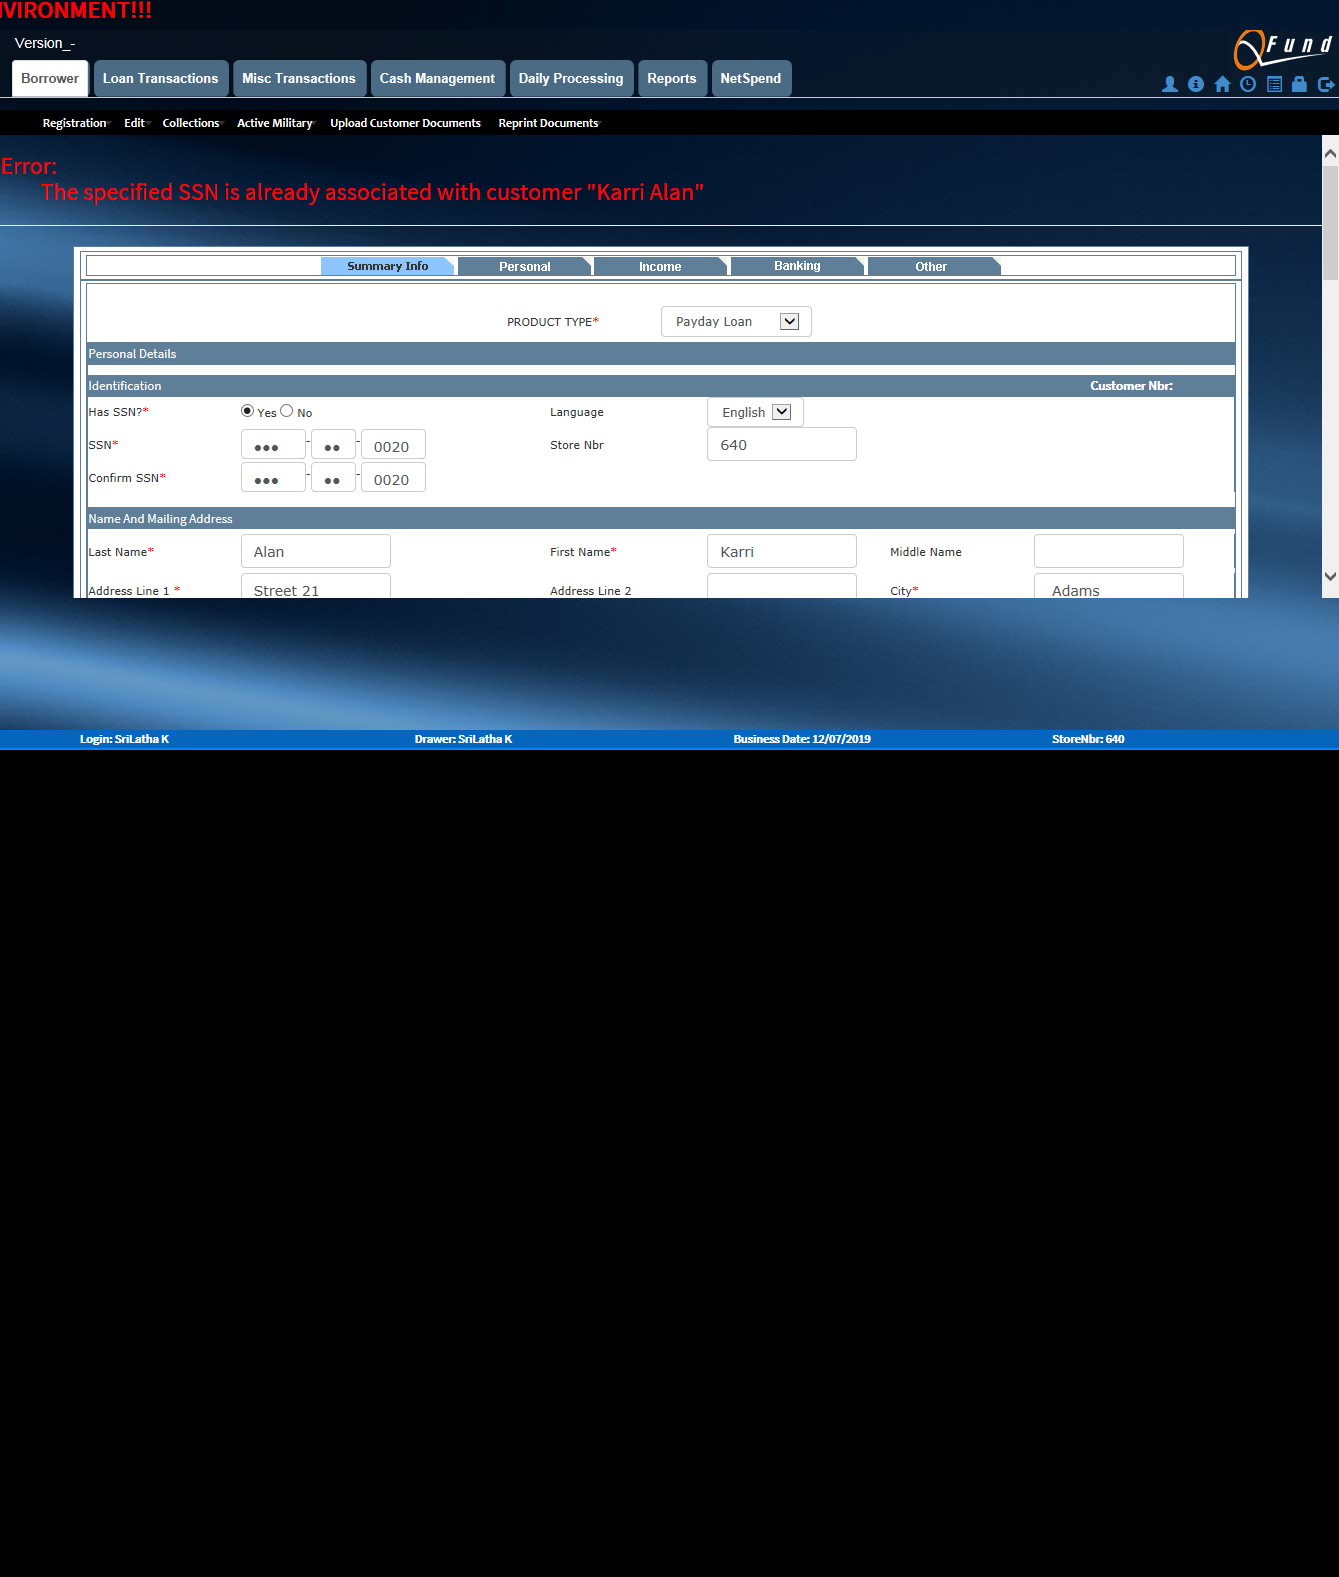 VIRONMENT!!!
Version_-
Fund
Borrower Loan Transactions Misc Transactions Cash Management Daily Processing Reports NetSpend
Registration Edit Collections Active Military Upload Customer Documents Reprint Documents
Error:
The specified SSN is already associated with customer "Karri Alan"
Summary Info Personal Income Banking Other
PRODUCT TYPE* Payday Loan
Personal Details
Identification Customer Nbr:
Has SSN?* Yes No Language English
SSN* ●●● - ●● - 0020 Store Nbr 640
Confirm SSN* ●●● - ●● - 0020
Name And Mailing Address
Last Name* Alan First Name* Karri Middle Name
Address Line 1 * Street 21 Address Line 2 City* Adams
Login: SriLatha K Drawer: SriLatha K Business Date: 12/07/2019 StoreNbr: 640